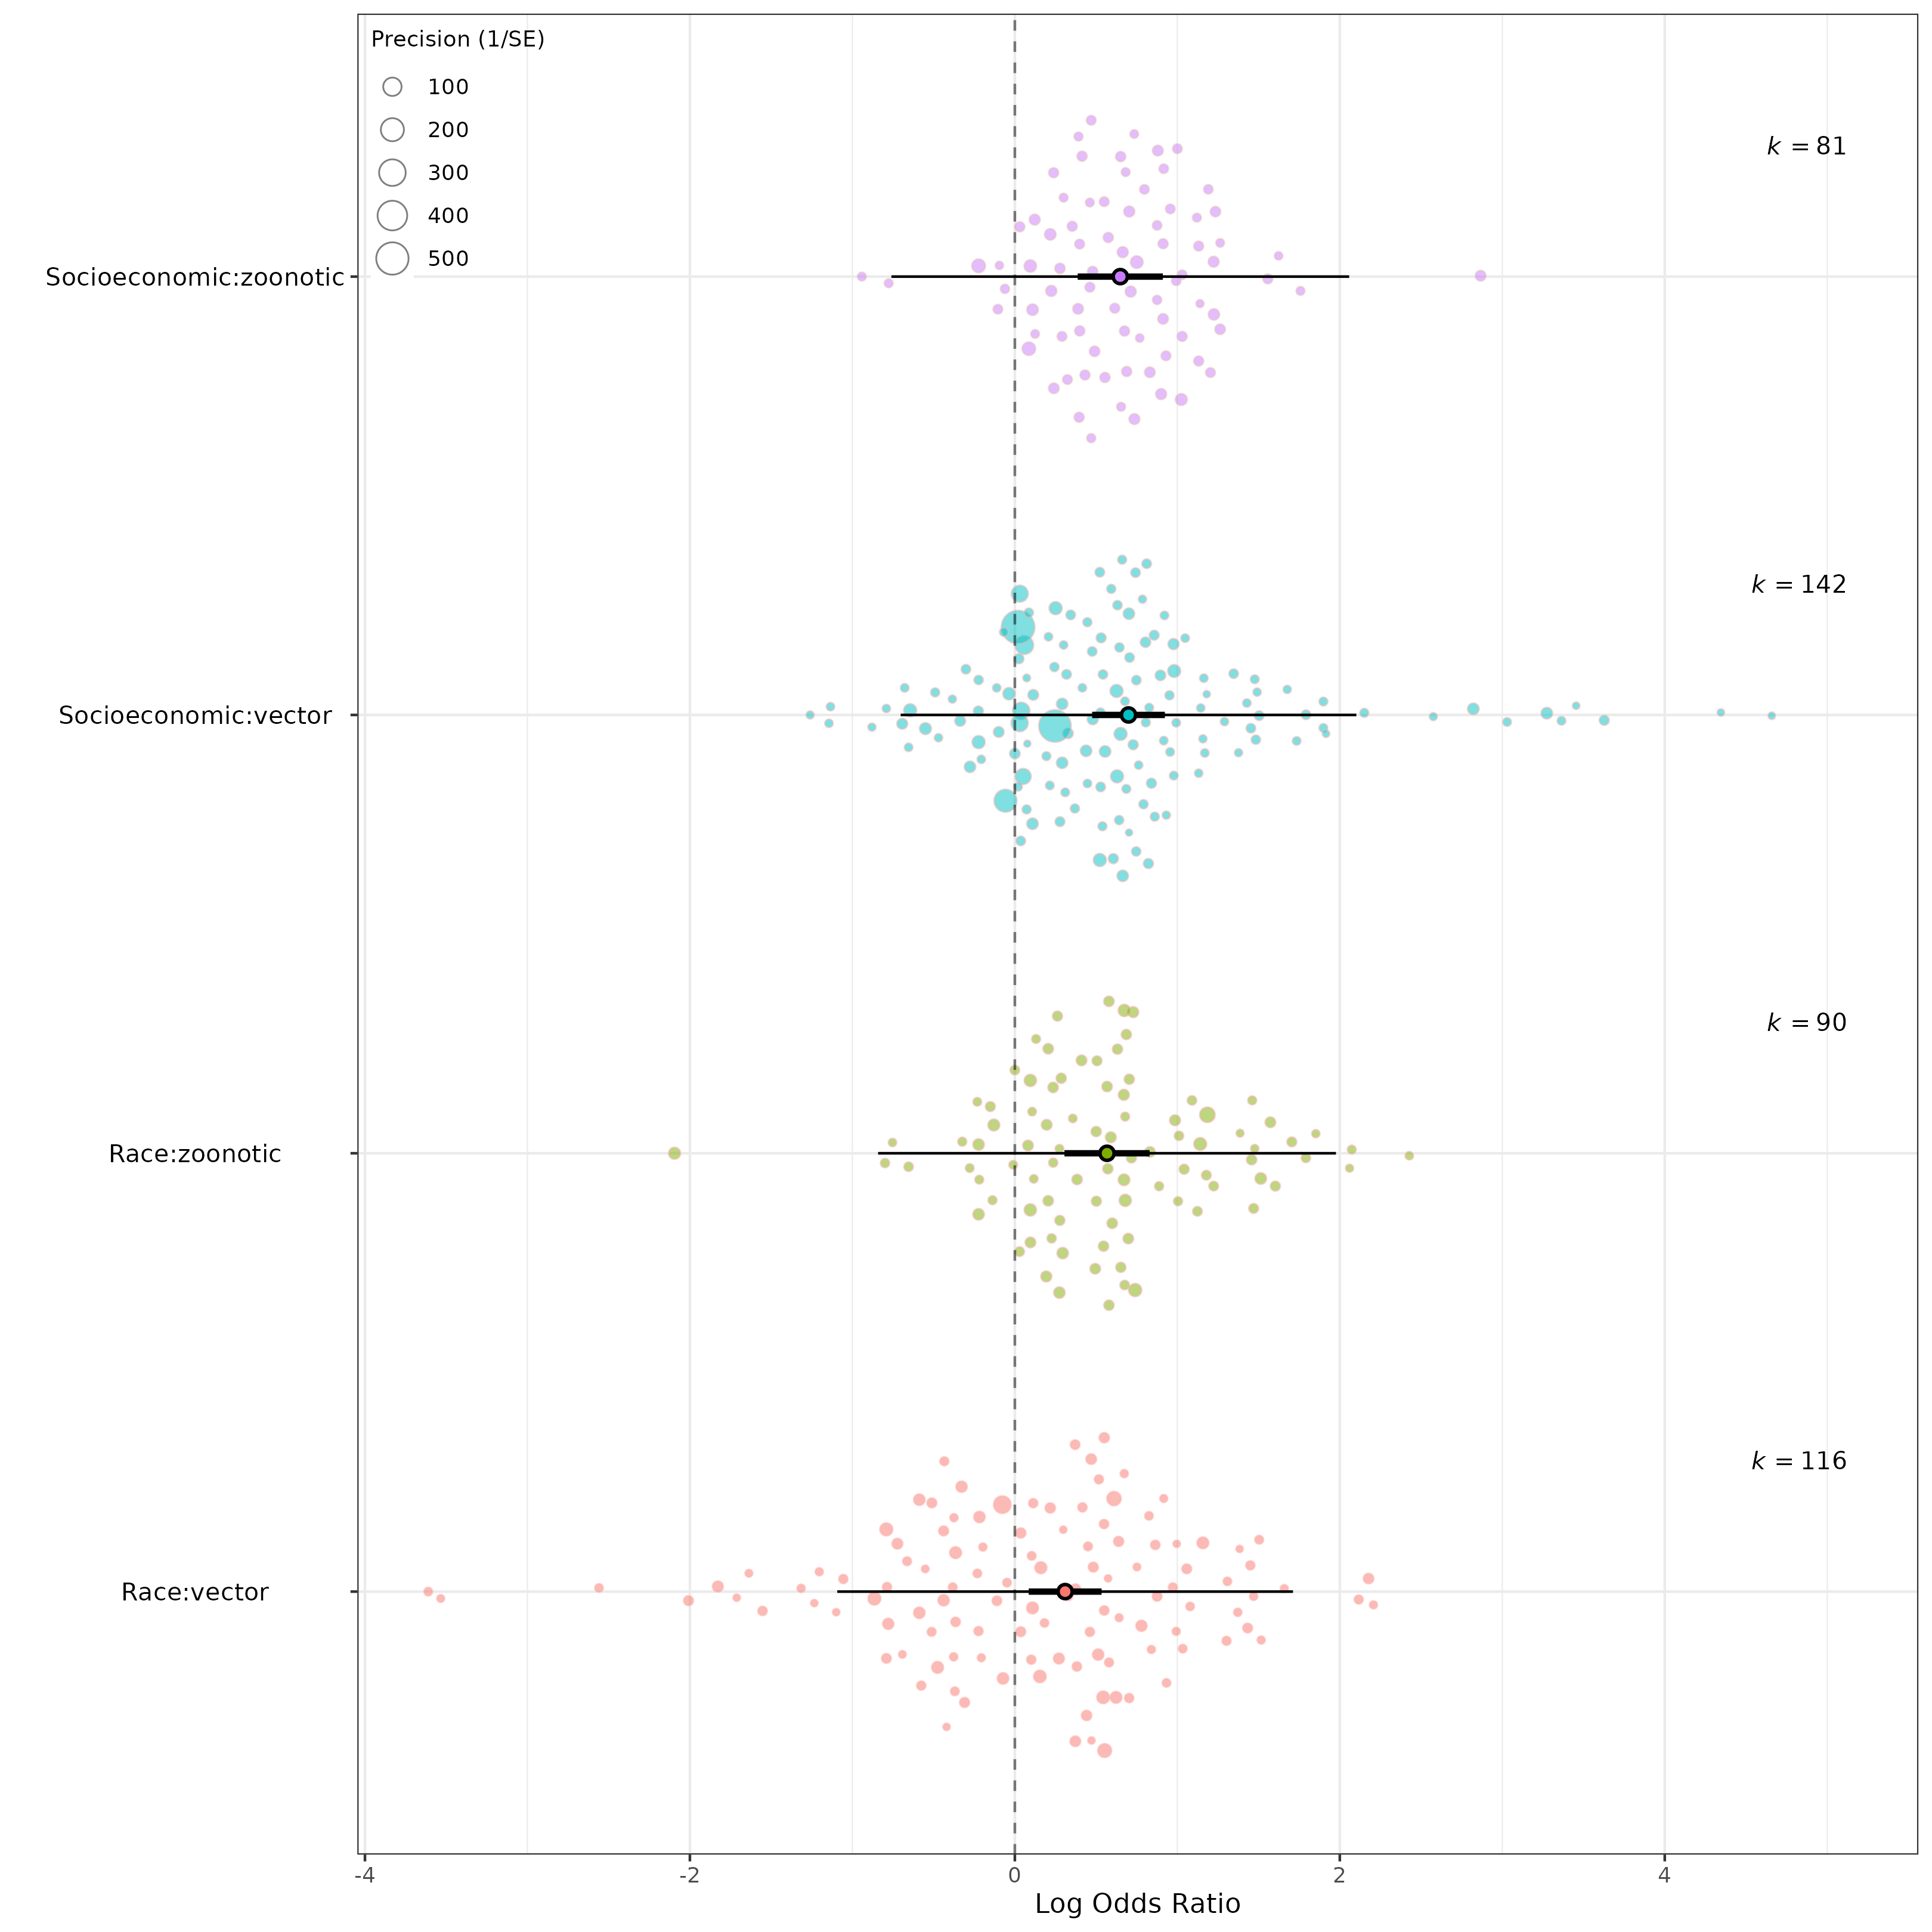 Precision (1/SE)
100
200
300
400
500
k = 81
Socioeconomic:zoonotic
k = 142
Socioeconomic:vector
k = 90
Race:zoonotic
k = 116
Race:vector
-4 -2 0 2 4
Log Odds Ratio